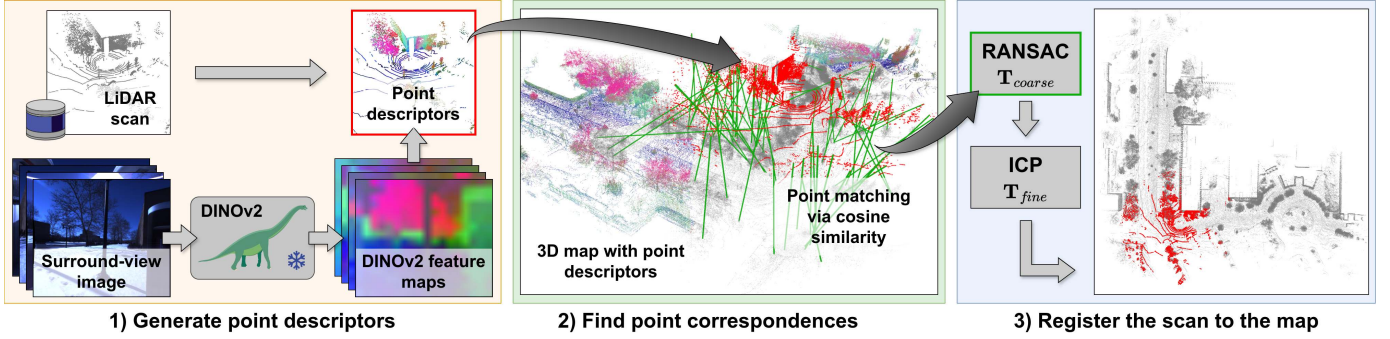 LiDAR
scan
Point
descriptors
Surround-view
image
DINOv2
DINOv2 feature
maps
1) Generate point descriptors
3D map with point
descriptors
Point matching
via cosine
similarity
2) Find point correspondences
RANSAC
T_coarse
ICP
T_fine
3) Register the scan to the map